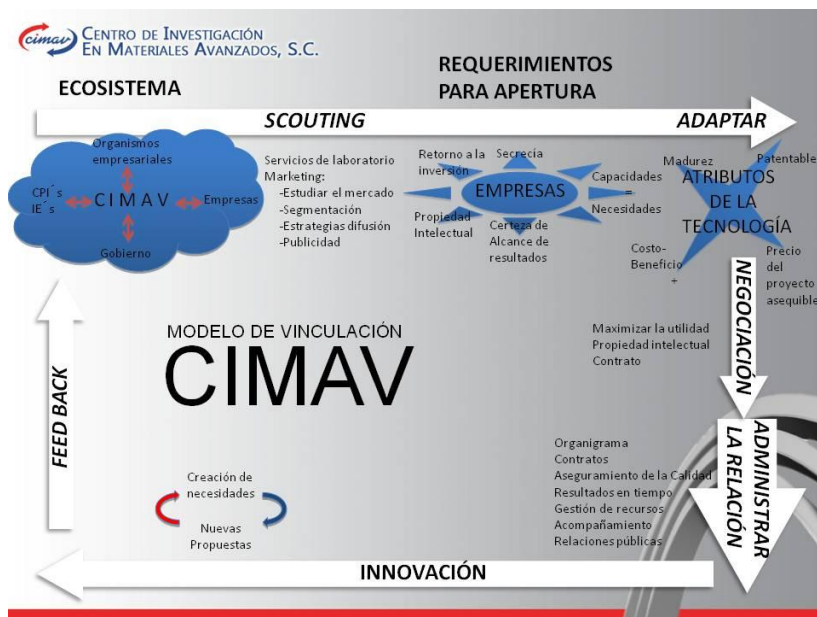 cimav
CENTRO DE INVESTIGACIÓN
EN MATERIALES AVANZADOS, S.C.
ECOSISTEMA
REQUERIMIENTOS
PARA APERTURA
SCOUTING
ADAPTAR
Organismos
empresariales
CPI´s
IE´s
CIMAV
Empresas
Gobierno
Servicios de laboratorio
Marketing:
-Estudiar el mercado
-Segmentación
-Estrategias difusión
-Publicidad
Retorno a la
inversión
Secrecía
EMPRESAS
Capacidades
=
Necesidades
Propiedad
Intelectual
Certeza de
Alcance de
resultados
Madurez
Patentable
ATRIBUTOS
DE LA
TECNOLOGÍA
Costo-
Beneficio
+
Precio
del
proyecto
asequible
NEGOCIACIÓN
Maximizar la utilidad
Propiedad intelectual
Contrato
MODELO DE VINCULACIÓN
CIMAV
FEED BACK
ADMINISTRAR
LA RELACIÓN
Organigrama
Contratos
Aseguramiento de la Calidad
Resultados en tiempo
Gestión de recursos
Acompañamiento
Relaciones públicas
Creación de
necesidades
Nuevas
Propuestas
INNOVACIÓN